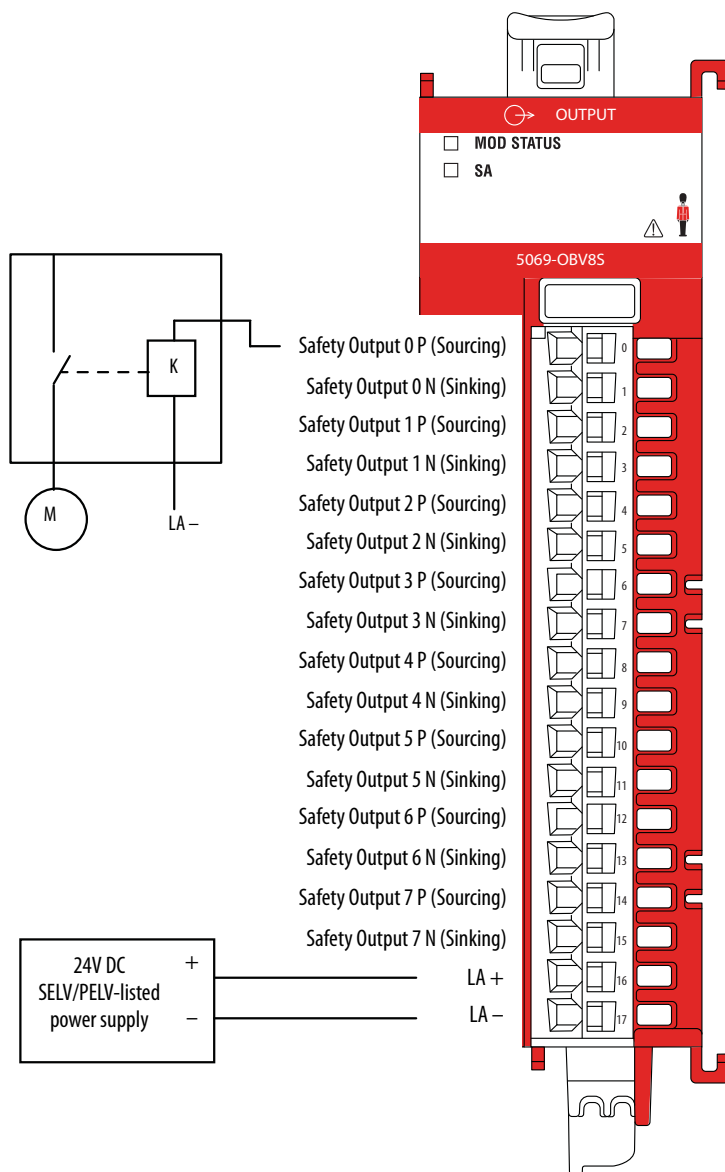 OUTPUT
MOD STATUS
SA
5069-OBV8S
K
M
LA –
Safety Output 0 P (Sourcing) 0
Safety Output 0 N (Sinking) 1
Safety Output 1 P (Sourcing) 2
Safety Output 1 N (Sinking) 3
Safety Output 2 P (Sourcing) 4
Safety Output 2 N (Sinking) 5
Safety Output 3 P (Sourcing) 6
Safety Output 3 N (Sinking) 7
Safety Output 4 P (Sourcing) 8
Safety Output 4 N (Sinking) 9
Safety Output 5 P (Sourcing) 10
Safety Output 5 N (Sinking) 11
Safety Output 6 P (Sourcing) 12
Safety Output 6 N (Sinking) 13
Safety Output 7 P (Sourcing) 14
Safety Output 7 N (Sinking) 15
24V DC +
SELV/PELV-listed
power supply –
LA + 16
LA – 17